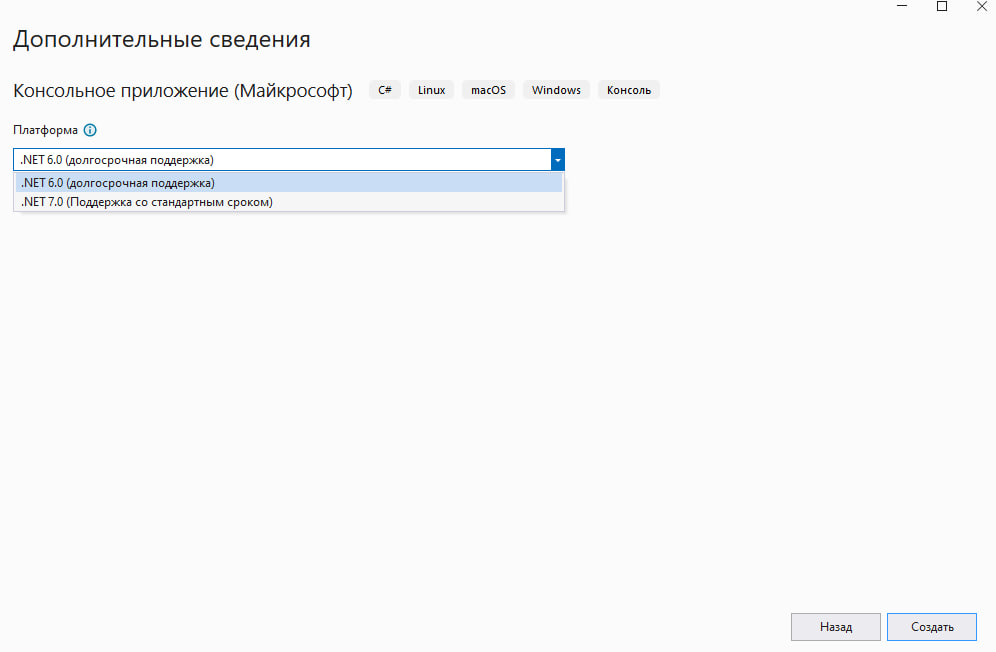 Дополнительные сведения
Консольное приложение (Майкрософт) C# Linux macOS Windows Консоль
Платформа
.NET 6.0 (долгосрочная поддержка)
.NET 6.0 (долгосрочная поддержка)
.NET 7.0 (Поддержка со стандартным сроком)
Назад Создать